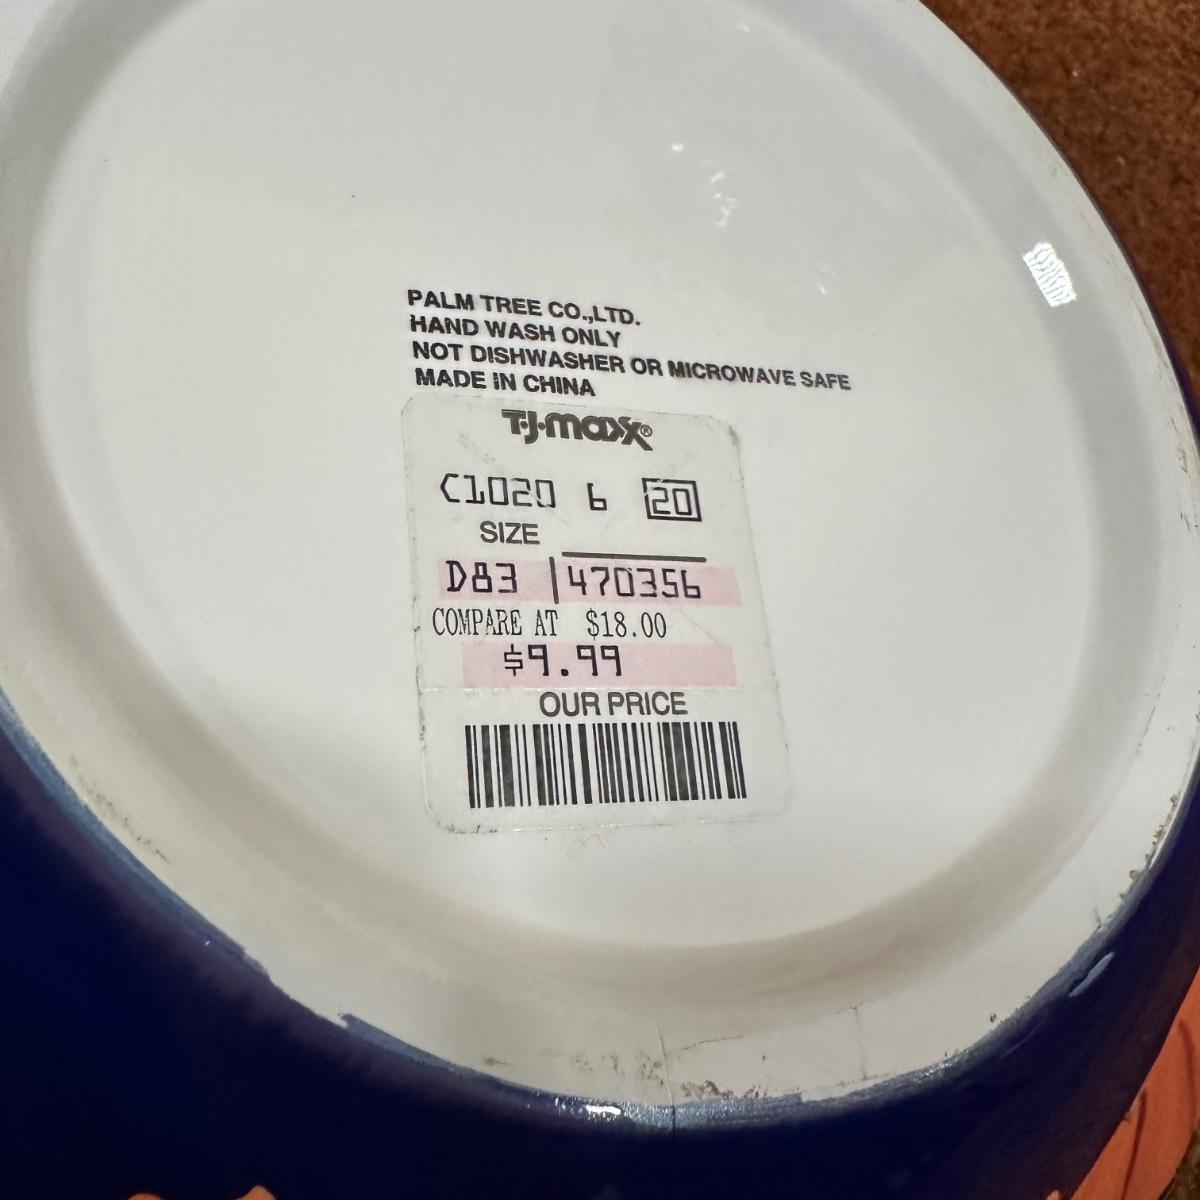 PALM TREE CO.,LTD.
HAND WASH ONLY
NOT DISHWASHER OR MICROWAVE SAFE
MADE IN CHINA
T·J·maxx®
C1020 6 20
SIZE
D83 470356
COMPARE AT $18.00
$9.99
OUR PRICE